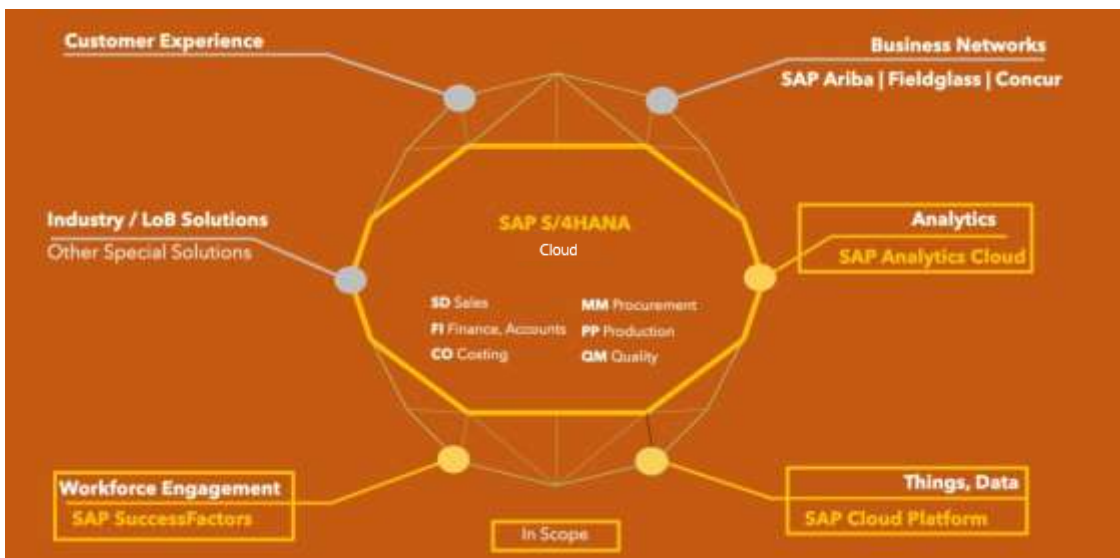 Customer Experience
Business Networks
SAP Ariba | Fieldglass | Concur
Industry / LoB Solutions
Other Special Solutions
SAP S/4HANA
Cloud
Analytics
SAP Analytics Cloud
SD Sales
MM Procurement
FI Finance, Accounts
PP Production
CO Costing
QM Quality
Workforce Engagement
SAP SuccessFactors
Things, Data
SAP Cloud Platform
In Scope